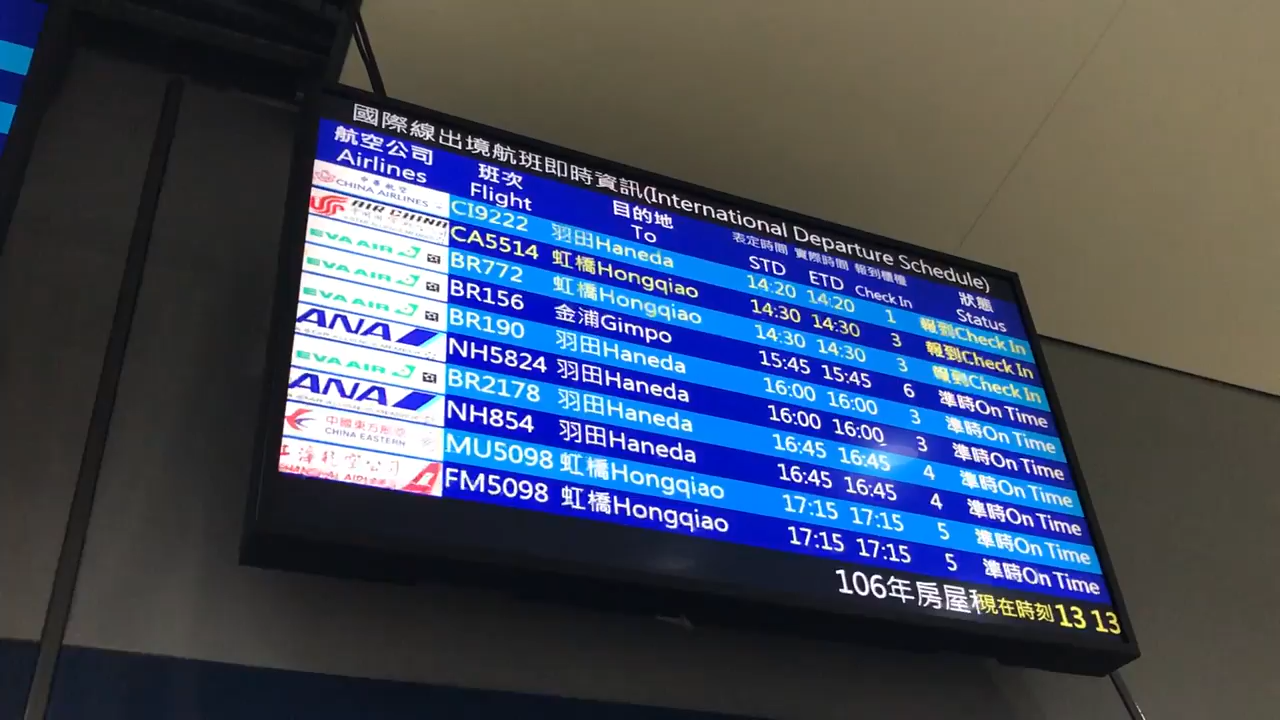 國際線出境航班即時資訊(International Departure Schedule)
航空公司 班次 目的地 表定時間 實際時間 報到櫃檯 狀態
Airlines Flight To STD ETD Check In Status
中華航空 CHINA AIRLINES CI9222 羽田Haneda 14:20 14:20 1 報到Check In
AIR CHINA CA5514 虹橋Hongqiao 14:30 14:30 3 報到Check In
EVA AIR BR772 虹橋Hongqiao 14:30 14:30 3 報到Check In
EVA AIR BR156 金浦Gimpo 15:45 15:45 6 準時On Time
EVA AIR BR190 羽田Haneda 16:00 16:00 3 準時On Time
ANA NH5824 羽田Haneda 16:00 16:00 3 準時On Time
EVA AIR BR2178 羽田Haneda 16:45 16:45 4 準時On Time
ANA NH854 羽田Haneda 16:45 16:45 4 準時On Time
中國東方航空 CHINA EASTERN MU5098 虹橋Hongqiao 17:15 17:15 5 準時On Time
上海航空公司 FM5098 虹橋Hongqiao 17:15 17:15 5 準時On Time
106年房屋 現在時刻 13 13